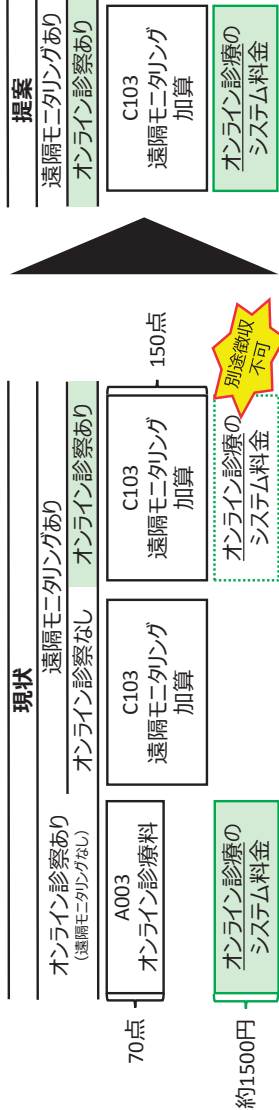 現状
オンライン診察あり
(遠隔モニタリングなし)
遠隔モニタリングあり
オンライン診察なし
オンライン診察あり
70点
A003
オンライン診療料
C103
遠隔モニタリング
加算
C103
遠隔モニタリング
加算
150点
約1500円
オンライン診療の
システム料金
オンライン診療の
システム料金
別途徴収
不可
提案
遠隔モニタリングあり
オンライン診察あり
C103
遠隔モニタリング
加算
オンライン診療の
システム料金